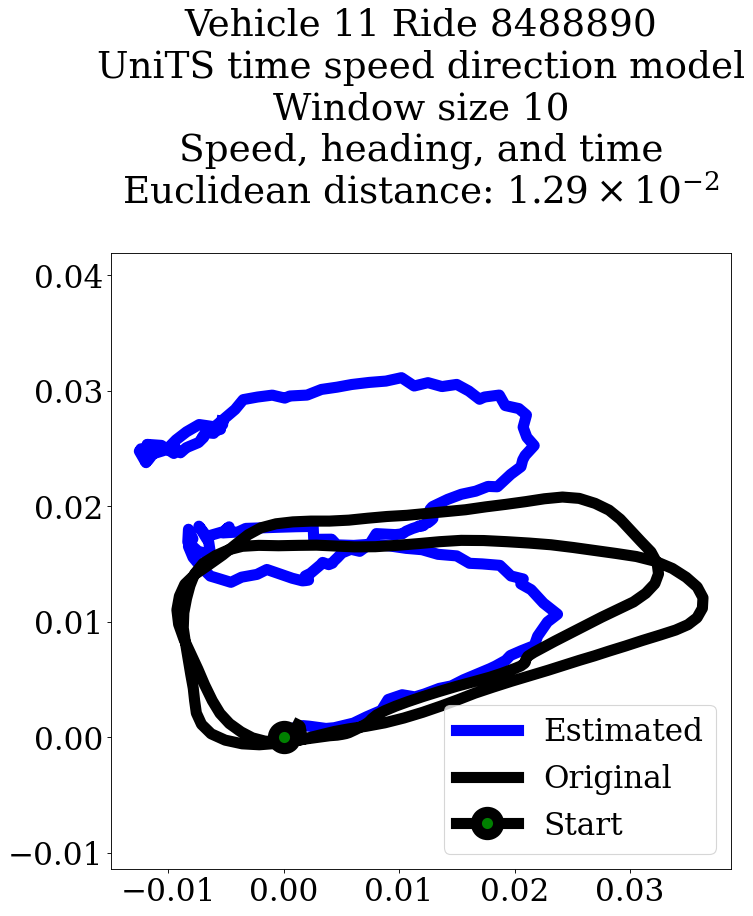 Vehicle 11 Ride 8488890
UniTS time speed direction model
Window size 10
Speed, heading, and time
Euclidean distance: 1.29 × 10⁻²
0.04
0.03
0.02
0.01
0.00
−0.01
Estimated
Original
Start
−0.01 0.00 0.01 0.02 0.03